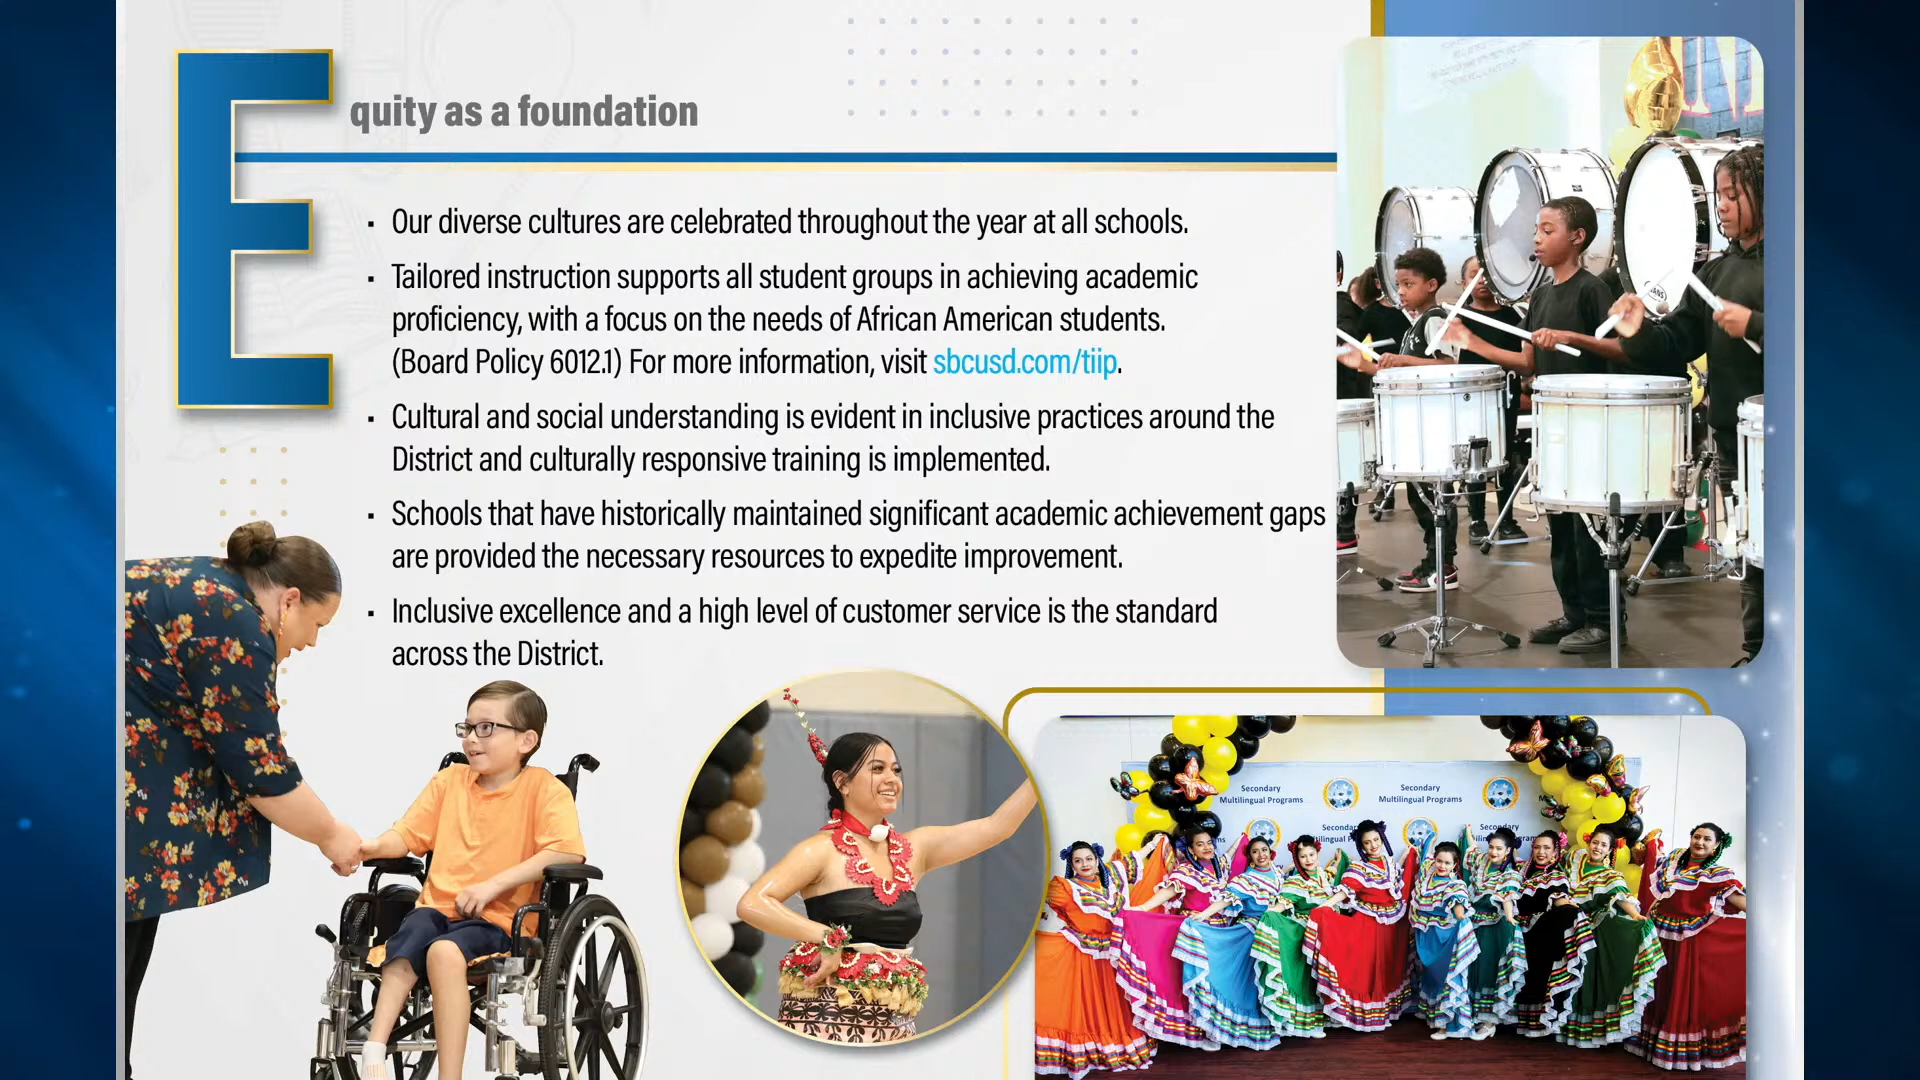 Equity as a foundation
· Our diverse cultures are celebrated throughout the year at all schools.
· Tailored instruction supports all student groups in achieving academic
proficiency, with a focus on the needs of African American students.
(Board Policy 6012.1) For more information, visit sbcusd.com/tiip.
· Cultural and social understanding is evident in inclusive practices around the
District and culturally responsive training is implemented.
· Schools that have historically maintained significant academic achievement gaps
are provided the necessary resources to expedite improvement.
· Inclusive excellence and a high level of customer service is the standard
across the District.
EVANS
Secondary
Multilingual Programs
Secondary
Multilingual Programs
Secondary
Secondary